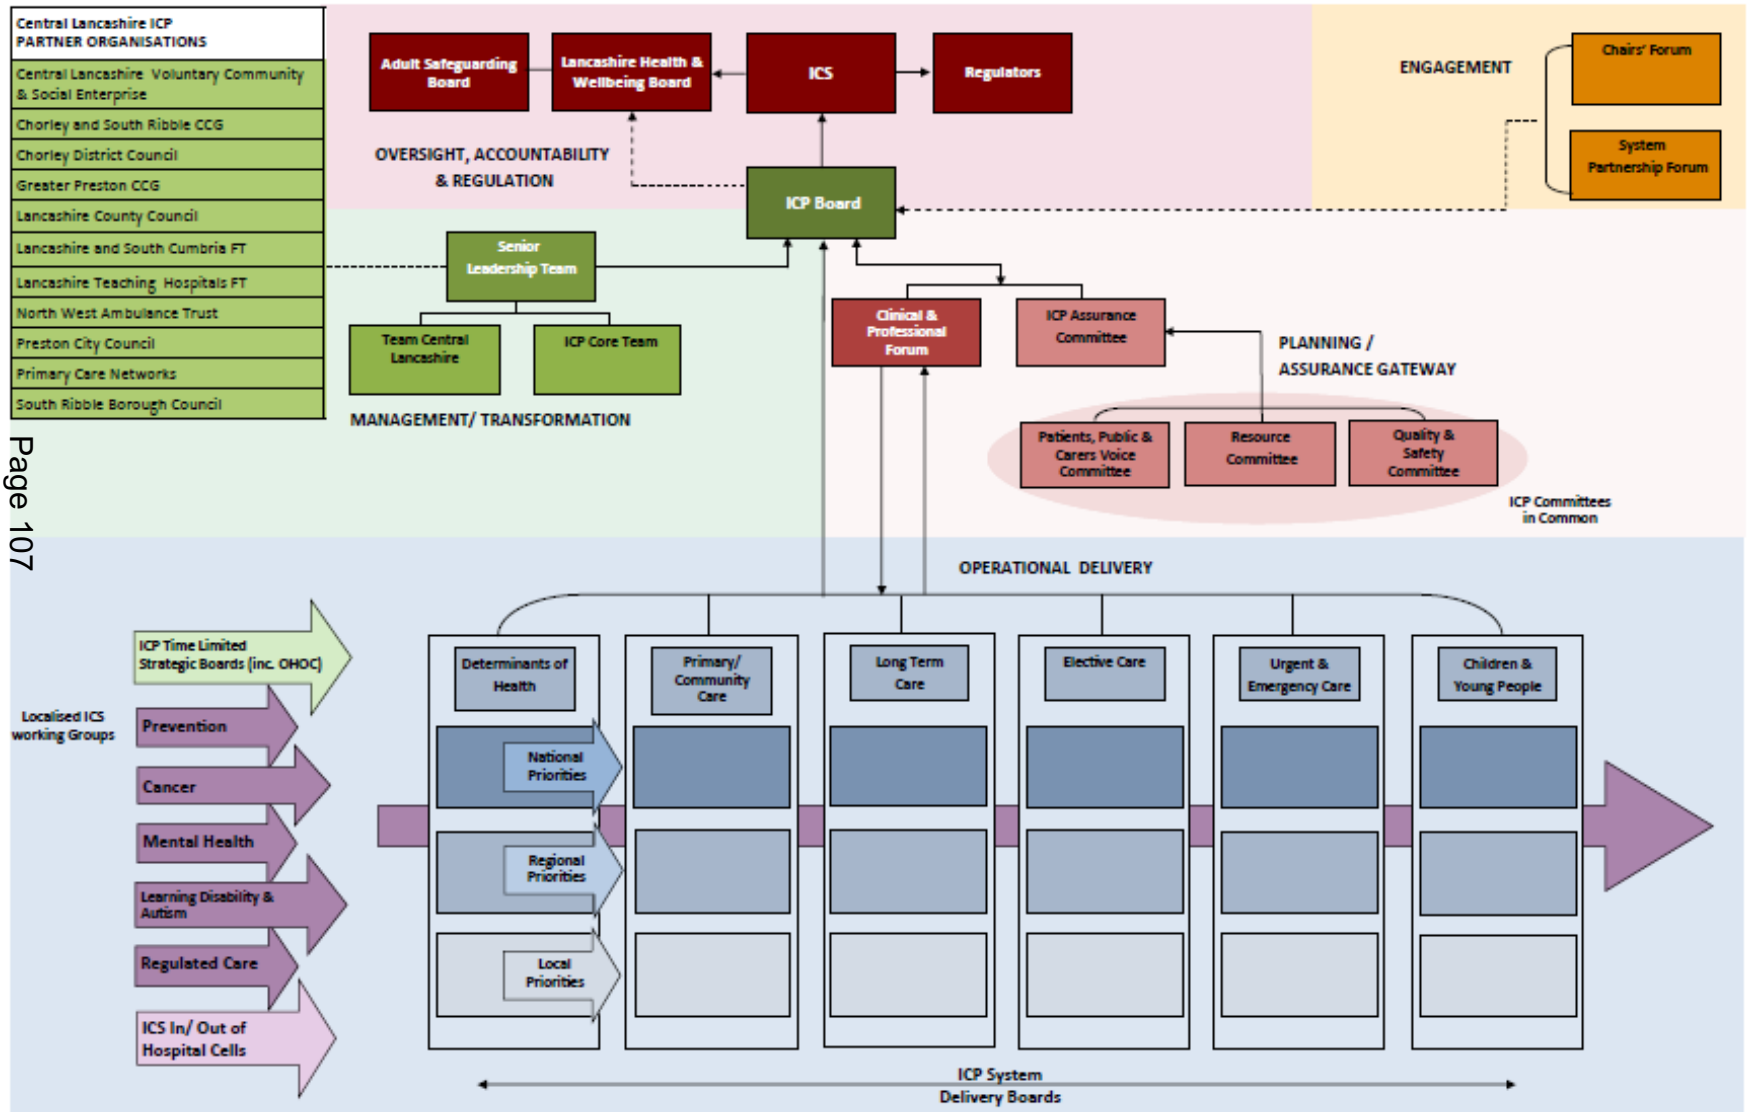 Central Lancashire ICP
PARTNER ORGANISATIONS
Central Lancashire Voluntary Community
& Social Enterprise
Chorley and South Ribble CCG
Chorley District Council
Greater Preston CCG
Lancashire County Council
Lancashire and South Cumbria FT
Lancashire Teaching Hospitals FT
North West Ambulance Trust
Preston City Council
Primary Care Networks
South Ribble Borough Council
Adult Safeguarding
Board
Lancashire Health &
Wellbeing Board
ICS
Regulators
OVERSIGHT, ACCOUNTABILITY
& REGULATION
ENGAGEMENT
Chairs' Forum
System
Partnership Forum
ICP Board
Senior
Leadership Team
Team Central
Lancashire
ICP Core Team
MANAGEMENT/ TRANSFORMATION
Clinical &
Professional
Forum
ICP Assurance
Committee
PLANNING /
ASSURANCE GATEWAY
Patients, Public &
Carers Voice
Committee
Resource
Committee
Quality &
Safety
Committee
ICP Committees
in Common
Page 107
OPERATIONAL DELIVERY
ICP Time Limited
Strategic Boards (inc. OHOC)
Localised ICS
working Groups
Prevention
Cancer
Mental Health
Learning Disability &
Autism
Regulated Care
ICS In/ Out of
Hospital Cells
Determinants of
Health
Primary/
Community
Care
Long Term
Care
Elective Care
Urgent &
Emergency Care
Children &
Young People
National
Priorities
Regional
Priorities
Local
Priorities
ICP System
Delivery Boards